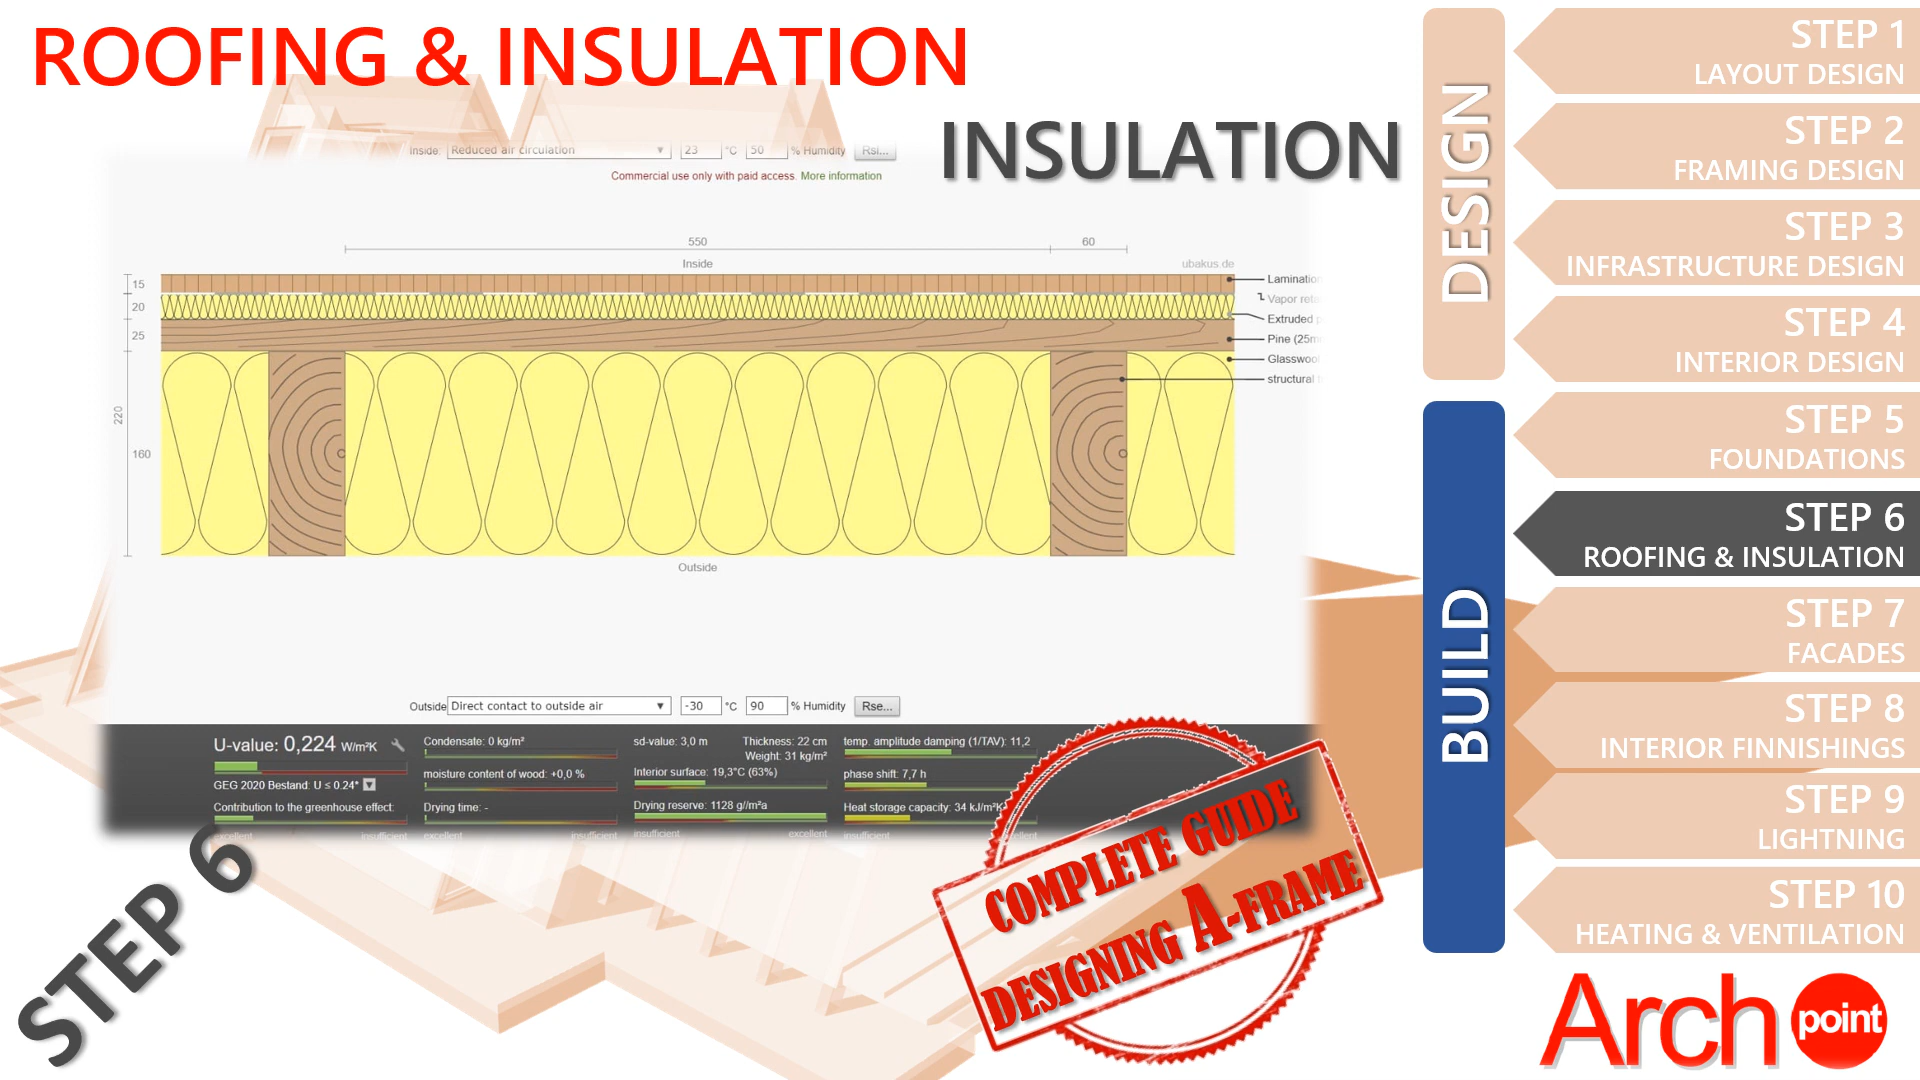 ROOFING & INSULATION
INSULATION
Inside: Reduced air circulation 23 °C 50 % Humidity Rsi...
Commercial use only with paid access. More information
550
60
Inside
ubakus.de
15
20
25
220
160
Lamination
Vapor
Extruded
Pine (25
Glasswool
structural
Outside
Outside Direct contact to outside air -30 °C 90 % Humidity Rse...
U-value: 0,224 W/m²K
GEG 2020 Bestand: U ≤ 0.24*
Contribution to the greenhouse effect:
excellent insufficient
Condensate: 0 kg/m²
moisture content of wood: +0,0 %
Drying time: -
excellent insufficient
sd-value: 3,0 m Thickness: 22 cm
Weight: 31 kg/m²
Interior surface: 19,3°C (63%)
Drying reserve: 1128 g//m²a
insufficient excellent
temp. amplitude damping (1/TAV): 11,2
phase shift: 7,7 h
Heat storage capacity: 34 kJ/m²K
insufficient
STEP 6
COMPLETE GUIDE
DESIGNING A-FRAME
DESIGN
BUILD
STEP 1
LAYOUT DESIGN
STEP 2
FRAMING DESIGN
STEP 3
INFRASTRUCTURE DESIGN
STEP 4
INTERIOR DESIGN
STEP 5
FOUNDATIONS
STEP 6
ROOFING & INSULATION
STEP 7
FACADES
STEP 8
INTERIOR FINNISHINGS
STEP 9
LIGHTNING
STEP 10
HEATING & VENTILATION
Arch point